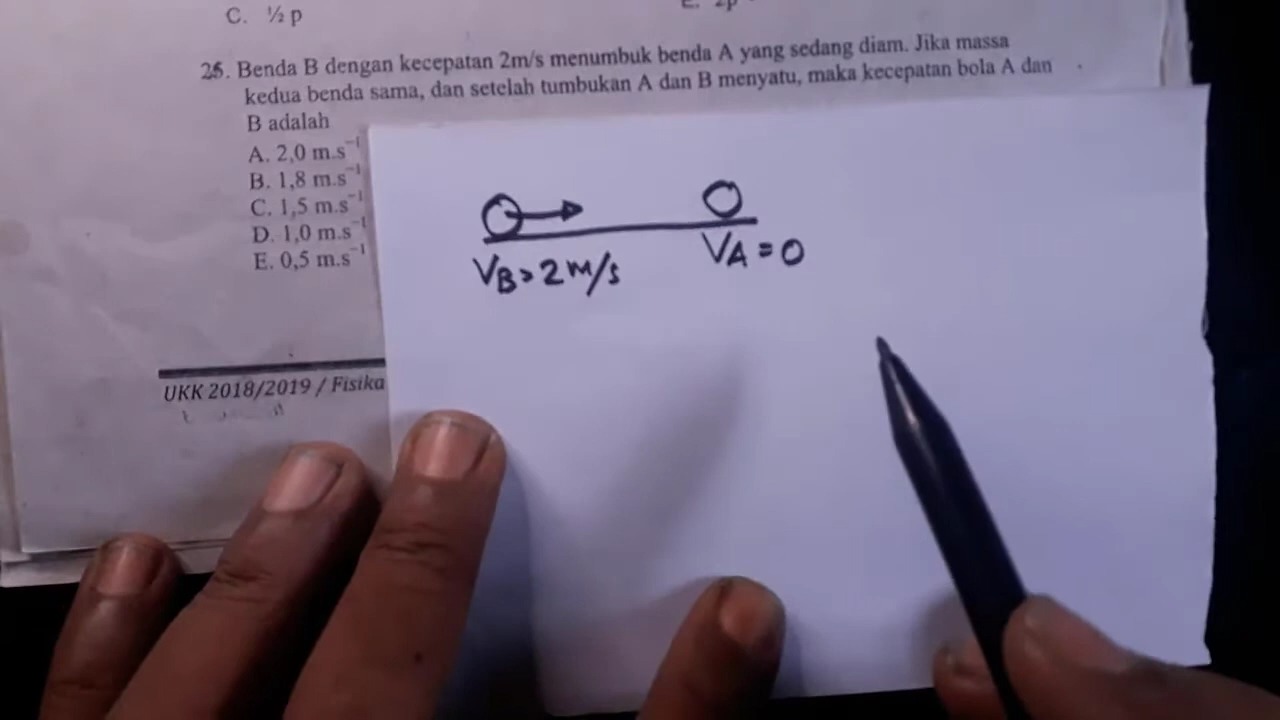 C. ½ p
E. 2p
25. Benda B dengan kecepatan 2m/s menumbuk benda A yang sedang diam. Jika massa
kedua benda sama, dan setelah tumbukan A dan B menyatu, maka kecepatan bola A dan
B adalah
A. 2,0 m.s⁻¹
B. 1,8 m.s⁻¹
C. 1,5 m.s⁻¹
D. 1,0 m.s⁻¹
E. 0,5 m.s⁻¹
VB = 2 m/s
VA = 0
UKK 2018/2019 / Fisika